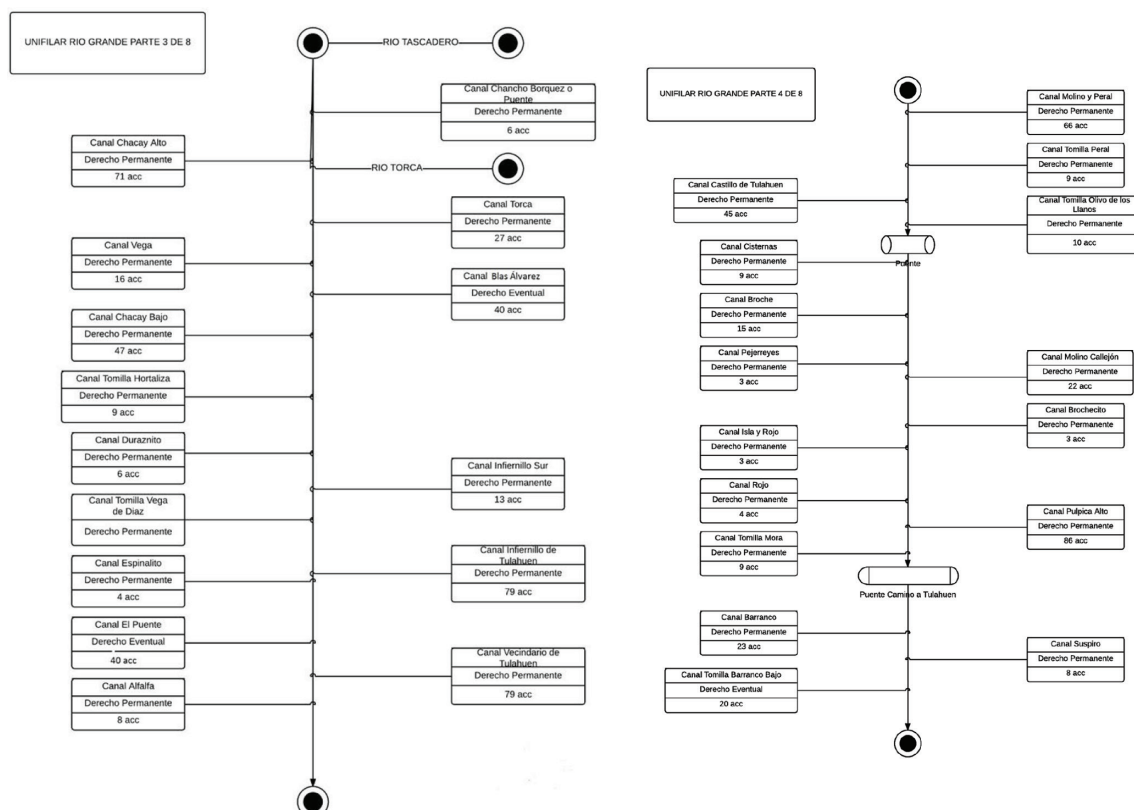 UNIFILAR RIO GRANDE PARTE 3 DE 8
RIO TASCADERO
Canal Chancho Borquez o
Puente
Derecho Permanente
6 acc
Canal Chacay Alto
Derecho Permanente
71 acc
RIO TORCA
Canal Torca
Derecho Permanente
27 acc
Canal Vega
Derecho Permanente
16 acc
Canal Blas Álvarez
Derecho Eventual
40 acc
Canal Chacay Bajo
Derecho Permanente
47 acc
Canal Tomilla Hortaliza
Derecho Permanente
9 acc
Canal Duraznito
Derecho Permanente
6 acc
Canal Infiernillo Sur
Derecho Permanente
13 acc
Canal Tomilla Vega
de Diaz
Derecho Permanente
Canal Infiernillo de
Tulahuen
Derecho Permanente
79 acc
Canal Espinalito
Derecho Permanente
4 acc
Canal El Puente
Derecho Eventual
40 acc
Canal Vecindario de
Tulahuen
Derecho Permanente
79 acc
Canal Alfalfa
Derecho Permanente
8 acc
UNIFILAR RIO GRANDE PARTE 4 DE 8
Canal Molino y Peral
Derecho Permanente
66 acc
Canal Tomilla Peral
Derecho Permanente
9 acc
Canal Castillo de Tulahuen
Derecho Permanente
45 acc
Canal Tomilla Olivo de los
Llanos
Derecho Permanente
10 acc
Puente
Canal Cisternas
Derecho Permanente
9 acc
Canal Broche
Derecho Permanente
15 acc
Canal Pejerreyes
Derecho Permanente
3 acc
Canal Molino Callejón
Derecho Permanente
22 acc
Canal Brochecito
Derecho Permanente
3 acc
Canal Isla y Rojo
Derecho Permanente
3 acc
Canal Rojo
Derecho Permanente
4 acc
Canal Pulpica Alto
Derecho Permanente
86 acc
Canal Tomilla Mora
Derecho Permanente
9 acc
Puente Camino a Tulahuen
Canal Barranco
Derecho Permanente
23 acc
Canal Suspiro
Derecho Permanente
8 acc
Canal Tomilla Barranco Bajo
Derecho Eventual
20 acc